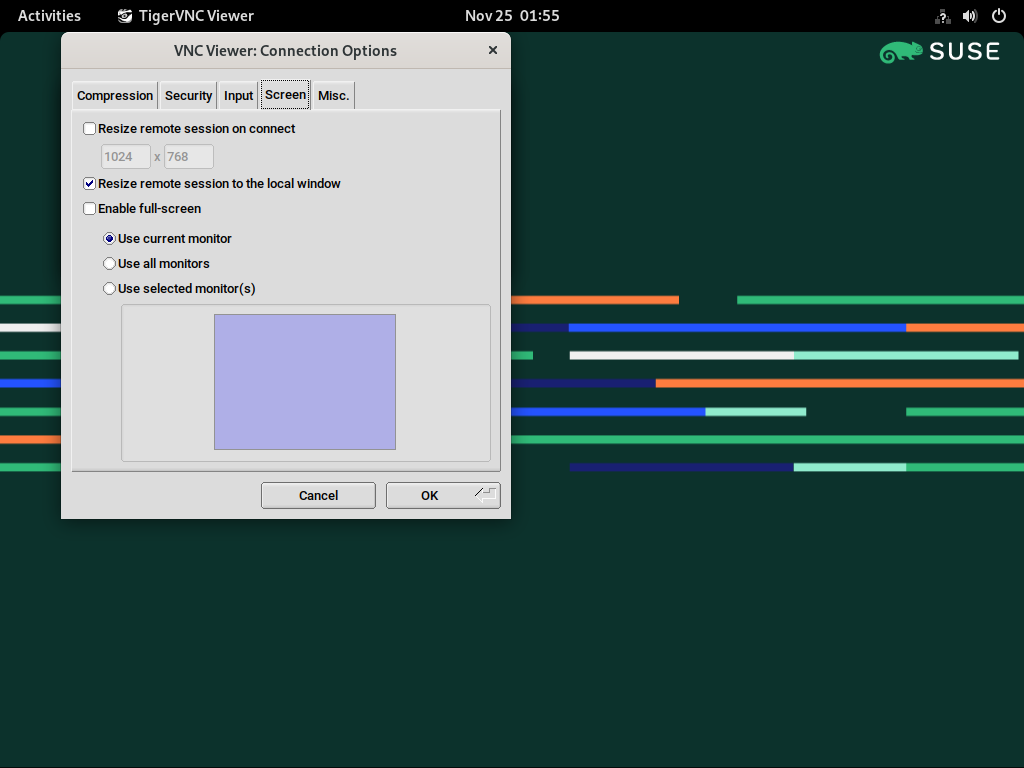 Activities TigerVNC Viewer Nov 25 01:55
SUSE
VNC Viewer: Connection Options
Compression Security Input Screen Misc.
Resize remote session on connect
1024 x 768
Resize remote session to the local window
Enable full-screen
Use current monitor
Use all monitors
Use selected monitor(s)
Cancel OK